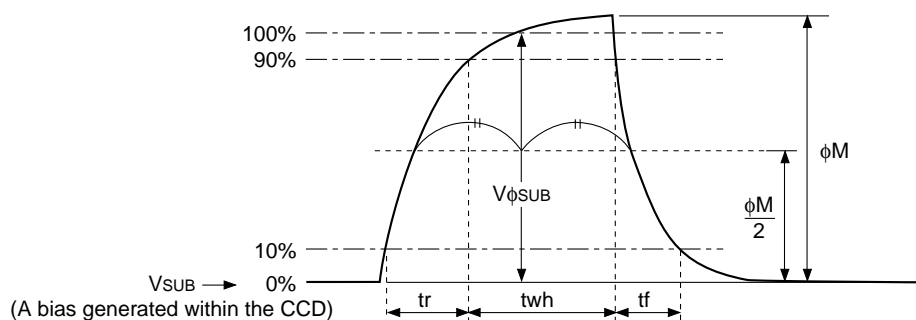 100%
90%
φM
VφSUB
φM
2
10%
VSUB
0%
(A bias generated within the CCD)
tr
twh
tf